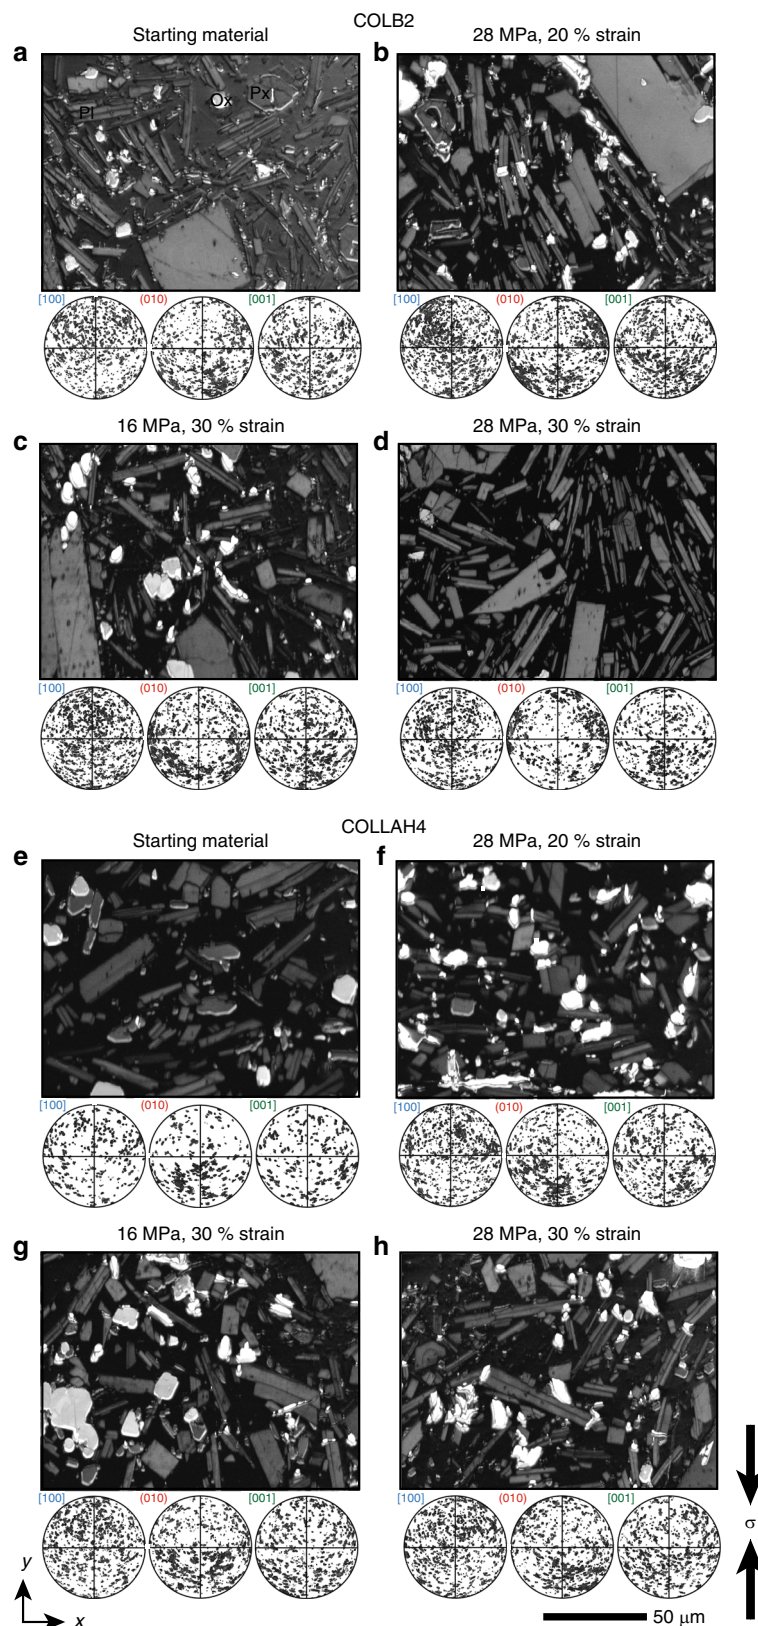 COLB2
Starting material
28 MPa, 20 % strain
a
b
Pl
Ox
Px
[100]
(010)
[001]
[100]
(010)
[001]
16 MPa, 30 % strain
28 MPa, 30 % strain
c
d
[100]
(010)
[001]
[100]
(010)
[001]
COLLAH4
Starting material
28 MPa, 20 % strain
e
f
[100]
(010)
[001]
[100]
(010)
[001]
16 MPa, 30 % strain
28 MPa, 30 % strain
g
h
[100]
(010)
[001]
[100]
(010)
[001]
σ
y
x
50 μm